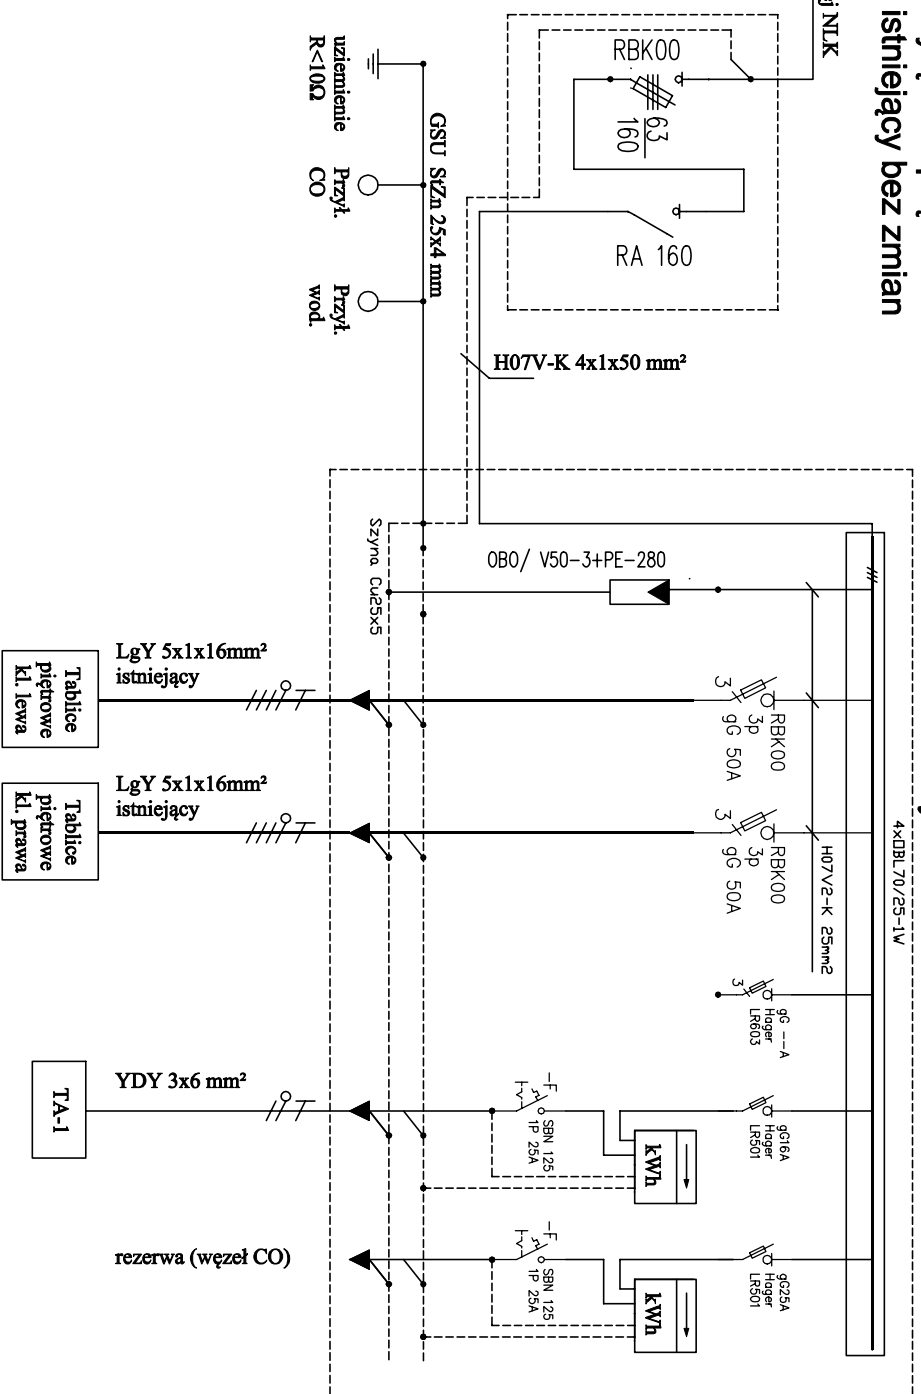 j NLK
istniejący bez zmian
RBK00
63
160
RA 160
uziemienie
R<10Ω
Przył.
CO
Przył.
wod.
GSU StZn 25x4 mm
H07V-K 4x1x50 mm²
Szyna Cu25x5
OBO/ V50-3+PE-280
4xOBL70/25-1W
H07V2-K 25mm2
LgY 5x1x16mm²
istniejący
Tablice
piętrowe
kl. lewa
3
RBK00
3p
gG 50A
LgY 5x1x16mm²
istniejący
Tablice
piętrowe
kl. prawa
3
RBK00
3p
gG 50A
3
gG --A
Hager
LR603
YDY 3x6 mm²
TA-1
-F
SBN 125
1P 25A
kWh
gG16A
Hager
LR501
rezerwa (węzeł CO)
-F
SBN 125
1P 25A
kWh
gG25A
Hager
LR501